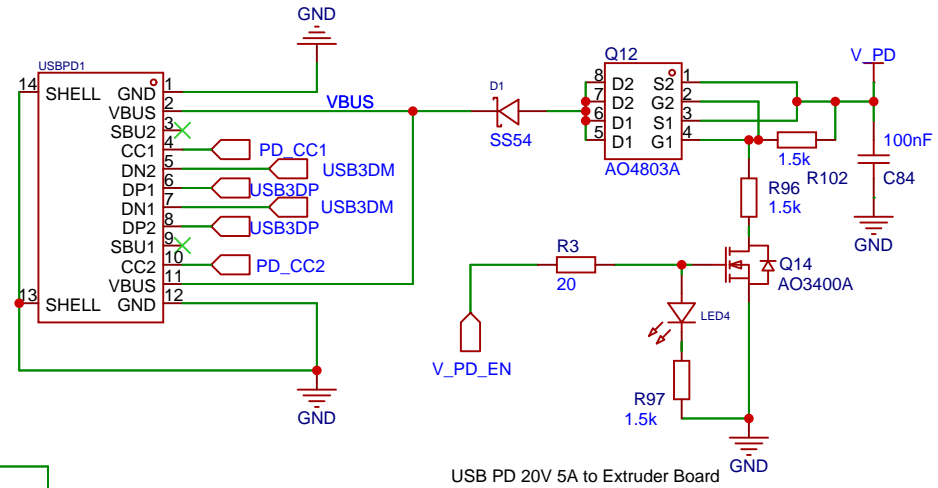 GND
USBPD1
14
SHELL
GND
1
VBUS
2
VBUS
SBU2
3
CC1
4
PD_CC1
DN2
5
USB3DM
DP1
6
USB3DP
DN1
7
USB3DM
DP2
8
USB3DP
SBU1
9
CC2
10
PD_CC2
VBUS
11
13
SHELL
GND
12
GND
D1
SS54
Q12
8
D2
S2
1
7
D2
G2
2
6
D1
S1
3
5
D1
G1
4
AO4803A
V_PD
100nF
C84
GND
1.5k
R102
R96
1.5k
Q14
AO3400A
R3
20
LED4
V_PD_EN
R97
1.5k
GND
USB PD 20V 5A to Extruder Board